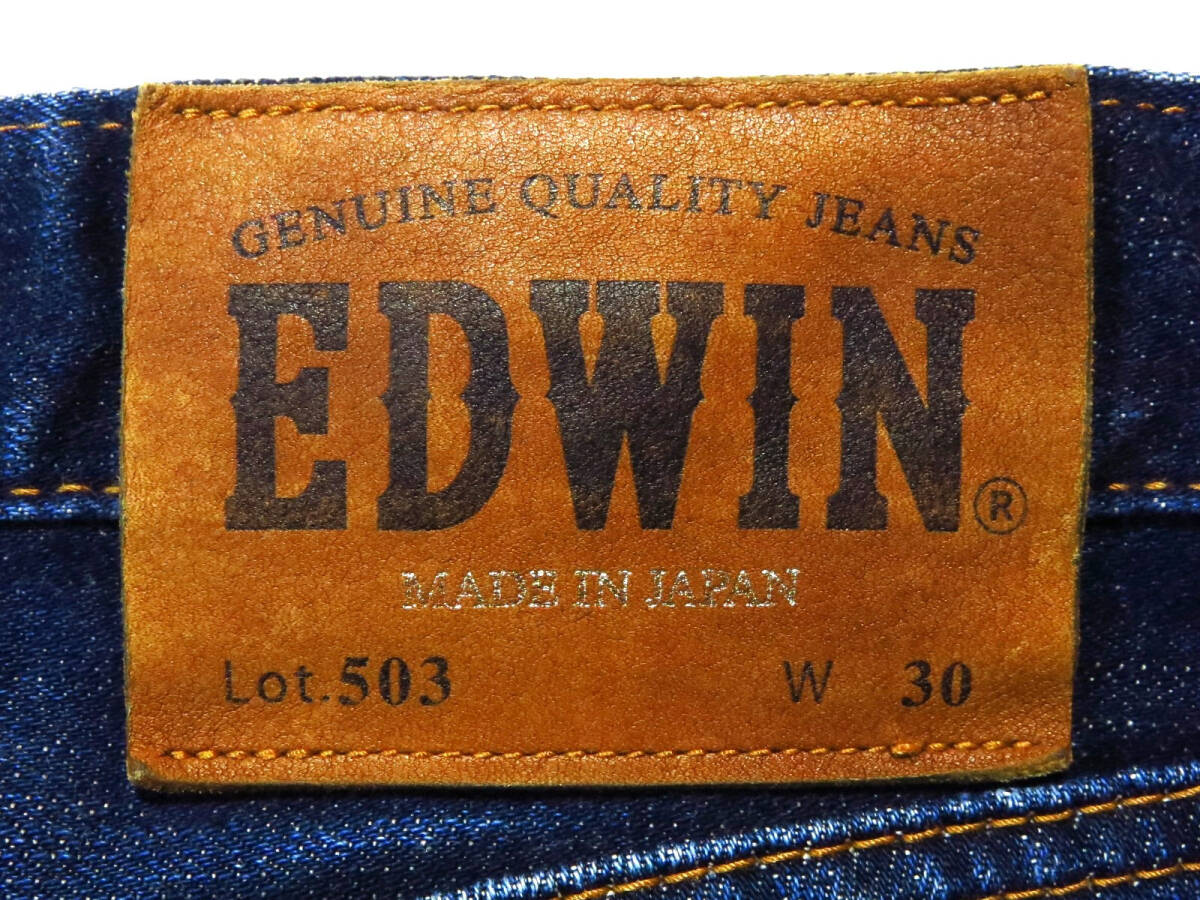 GENUINE QUALITY JEANS
EDWIN®
MADE IN JAPAN
Lot.503 W 30